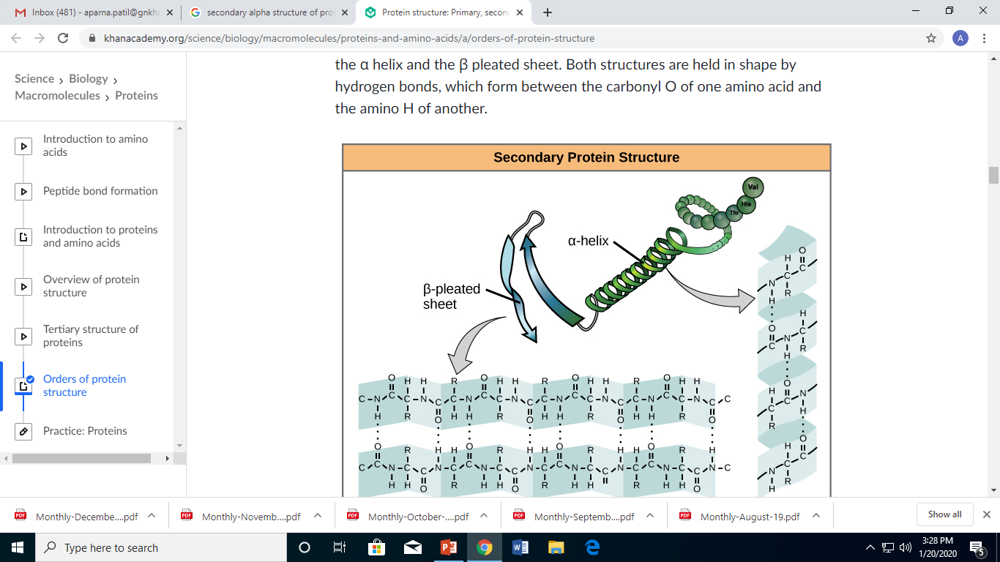 Inbox (481) - aparna.patil@gnkha
secondary alpha structure of prot
Protein structure: Primary, second
khanacademy.org/science/biology/macromolecules/proteins-and-amino-acids/a/orders-of-protein-structure
A
Science > Biology >
Macromolecules > Proteins
Introduction to amino
acids
Peptide bond formation
Introduction to proteins
and amino acids
Overview of protein
structure
Tertiary structure of
proteins
Orders of protein
structure
Practice: Proteins
the α helix and the β pleated sheet. Both structures are held in shape by
hydrogen bonds, which form between the carbonyl O of one amino acid and
the amino H of another.
Secondary Protein Structure
Val
His
Thr
α-helix
β-pleated
sheet
Monthly-Decembe....pdf
Monthly-Novemb....pdf
Monthly-October-....pdf
Monthly-Septemb....pdf
Monthly-August-19.pdf
Show all
Type here to search
3:28 PM
1/20/2020
5